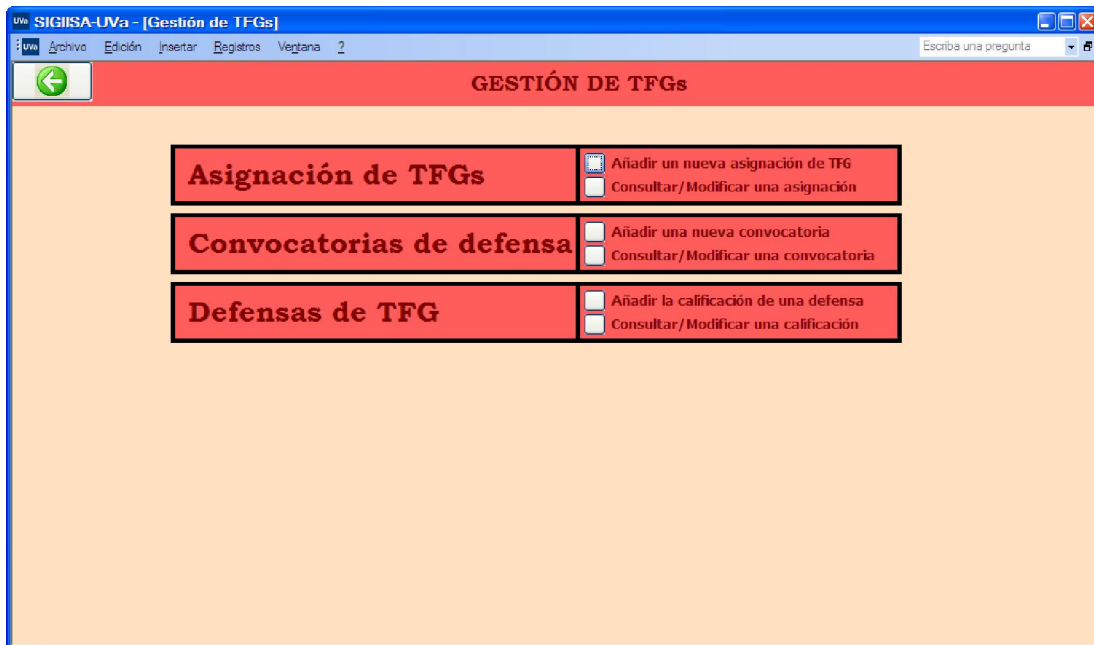 UVa SIGIISA-UVa - [Gestión de TFGs]
UVa Archivo Edición Insertar Registros Ventana ? Escriba una pregunta
GESTIÓN DE TFGs
Asignación de TFGs
Añadir un nueva asignación de TFG
Consultar/Modificar una asignación
Convocatorias de defensa
Añadir una nueva convocatoria
Consultar/Modificar una convocatoria
Defensas de TFG
Añadir la calificación de una defensa
Consultar/Modificar una calificación